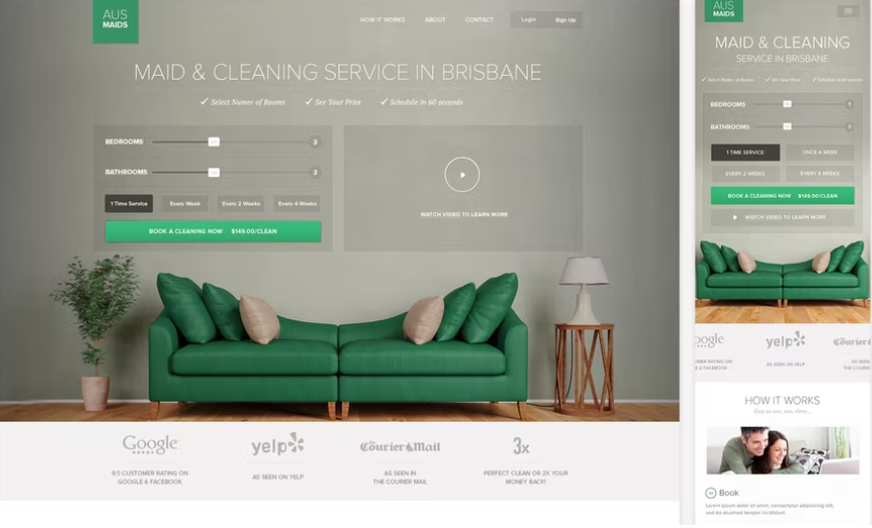 AUS
MAIDS
HOW IT WORKS
ABOUT
CONTACT
Login
Sign Up
MAID & CLEANING SERVICE IN BRISBANE
Select Numer of Rooms
See Your Price
Schedule in 60 seconds
BEDROOMS
3
BATHROOMS
3
1 Time Service
Every Week
Every 2 Weeks
Every 4 Weeks
BOOK A CLEANING NOW $149.00/CLEAN
WATCH VIDEO TO LEARN MORE
Google
yelp
The Courier Mail
3x
9.5 CUSTOMER RATING ON
GOOGLE & FACEBOOK
AS SEEN ON YELP
AS SEEN IN
THE COURIER MAIL
PERFECT CLEAN OR 2X YOUR
MONEY BACK!
AUS
MAIDS
MAID & CLEANING
SERVICE IN BRISBANE
Select Numer of Rooms
See Your Price
Schedule in 60 seconds
BEDROOMS
1
BATHROOMS
1
1 TIME SERVICE
ONCE A WEEK
EVERY 2 WEEKS
EVERY 4 WEEKS
BOOK A CLEANING NOW $149.00/CLEAN
WATCH VIDEO TO LEARN MORE
oogle
yelp
The Courier
OMER RATING ON
E & FACEBOOK
AS SEEN ON YELP
AS SEEN
THE COURIE
HOW IT WORKS
Easy as one, two, three...
Book
Lorem ipsum dolor sit amet, consectetur adipisicing elit,
sed do eiusmod tempor incididunt.